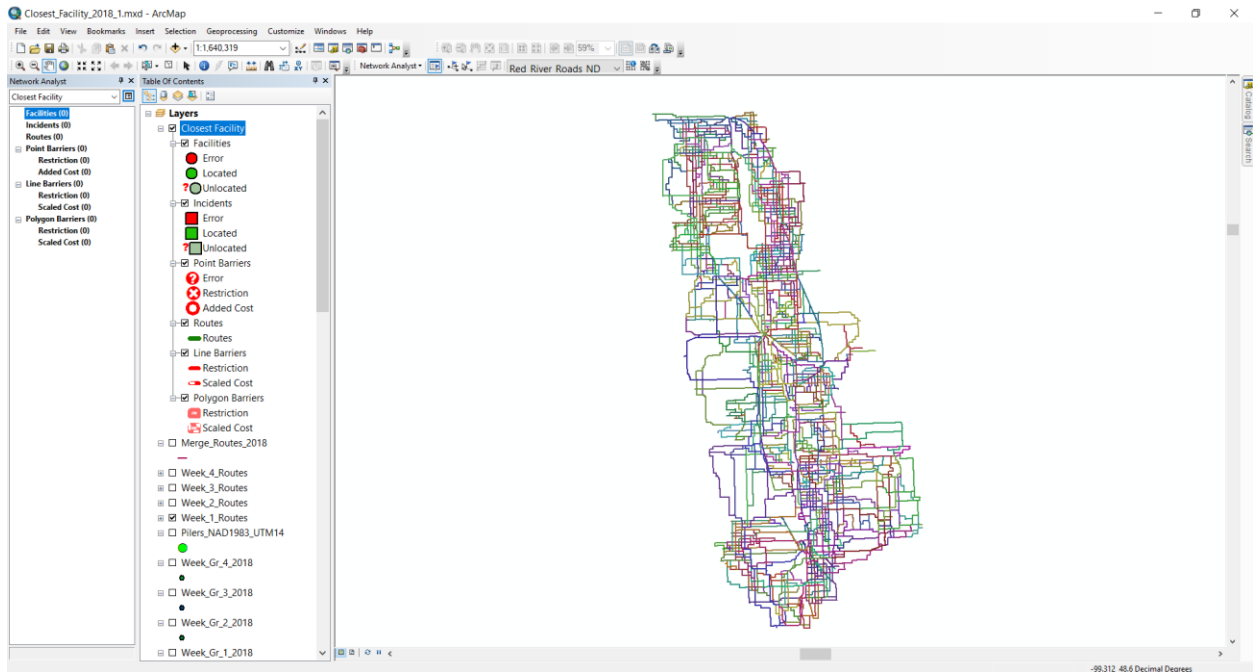 Closest_Facility_2018_1.mxd - ArcMap
File Edit View Bookmarks Insert Selection Geoprocessing Customize Windows Help
1:1,640,319
59%
Network Analyst
Red River Roads ND
Network Analyst
Closest Facility
Facilities (0)
Incidents (0)
Routes (0)
Point Barriers (0)
Restriction (0)
Added Cost (0)
Line Barriers (0)
Restriction (0)
Scaled Cost (0)
Polygon Barriers (0)
Restriction (0)
Scaled Cost (0)
Table Of Contents
Layers
Closest Facility
Facilities
Error
Located
Unlocated
Incidents
Error
Located
Unlocated
Point Barriers
Error
Restriction
Added Cost
Routes
Routes
Line Barriers
Restriction
Scaled Cost
Polygon Barriers
Restriction
Scaled Cost
Merge_Routes_2018
Week_4_Routes
Week_3_Routes
Week_2_Routes
Week_1_Routes
Pilers_NAD1983_UTM14
Week_Gr_4_2018
Week_Gr_3_2018
Week_Gr_2_2018
Week_Gr_1_2018
Catalog
Search
-99.312 48.6 Decimal Degrees